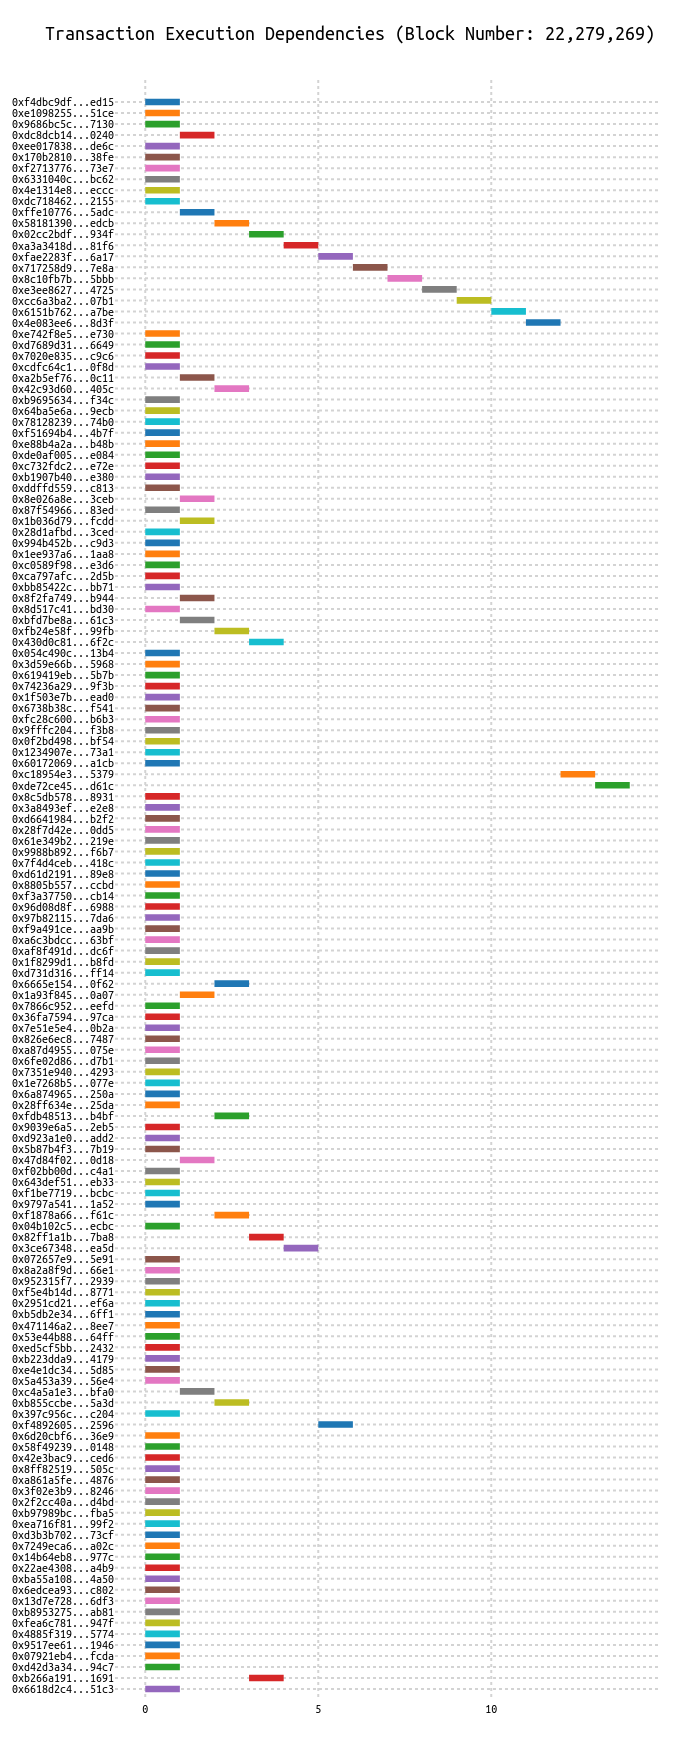 Transaction Execution Dependencies (Block Number: 22,279,269)
0xf4dbc9df...ed15
0xe1098255...51ce
0x9686bc5c...7130
0xdc8dcb14...0240
0xee017838...de6c
0x170b2810...38fe
0xf2713776...73e7
0x6331040c...bc62
0x4e1314e8...eccc
0xdc718462...2155
0xffe10776...5adc
0x58181390...edcb
0x02cc2bdf...934f
0xa3a3418d...81f6
0xfae2283f...6a17
0x717258d9...7e8a
0x8c10fb7b...5bbb
0xe3ee8627...4725
0xcc6a3ba2...07b1
0x6151b762...a7be
0x4e083ee6...8d3f
0xe742f8e5...e730
0xd7689d31...6649
0x7020e835...c9c6
0xcdfc64c1...0f8d
0xa2b5ef76...0c11
0x42c93d60...405c
0xb9695634...f34c
0x64ba5e6a...9ecb
0x78128239...74b0
0xf51694b4...4b7f
0xe88b4a2a...b48b
0xde0af005...e084
0xc732fdc2...e72e
0xb1907b40...e380
0xddffd559...c813
0x8e026a8e...3ceb
0x87f54966...83ed
0x1b036d79...fcdd
0x28d1afbd...3ced
0x994b452b...c9d3
0x1ee937a6...1aa8
0xc0589f98...e3d6
0xca797afc...2d5b
0xbb85422c...bb71
0x8f2fa749...b944
0x8d517c41...bd30
0xbfd7be8a...61c3
0xfb24e58f...99fb
0x430d0c81...6f2c
0x054c490c...13b4
0x3d59e66b...5968
0x619419eb...5b7b
0x74236a29...9f3b
0x1f503e7b...ead0
0x6738b38c...f541
0xfc28c600...b6b3
0x9fffc204...f3b8
0x0f2bd498...bf54
0x1234907e...73a1
0x60172069...a1cb
0xc18954e3...5379
0xde72ce45...d61c
0x8c5db578...8931
0x3a8493ef...e2e8
0xd6641984...b2f2
0x28f7d42e...0dd5
0x61e349b2...219e
0x9988b892...f6b7
0x7f4d4ceb...418c
0xd61d2191...89e8
0x8805b557...ccbd
0xf3a37750...cb14
0x96d08d8f...6988
0x97b82115...7da6
0xf9a491ce...aa9b
0xa6c3bdcc...63bf
0xaf8f491d...dc6f
0x1f8299d1...b8fd
0xd731d316...ff14
0x6665e154...0f62
0x1a93f845...0a07
0x7866c952...eefd
0x36fa7594...97ca
0x7e51e5e4...0b2a
0x826e6ec8...7487
0xa87d4955...075e
0x6fe02d86...d7b1
0x7351e940...4293
0x1e7268b5...077e
0x6a874965...250a
0x28ff634e...25da
0xfdb48513...b4bf
0x9039e6a5...2eb5
0xd923a1e0...add2
0x5b87b4f3...7b19
0x47d84f02...0d18
0xf02bb00d...c4a1
0x643def51...eb33
0xf1be7719...bcbc
0x9797a541...1a52
0xf1878a66...f61c
0x04b102c5...ecbc
0x82ff1a1b...7ba8
0x3ce67348...ea5d
0x072657e9...5e91
0x8a2a8f9d...66e1
0x952315f7...2939
0xf5e4b14d...8771
0x2951cd21...ef6a
0xb5db2e34...6ff1
0x471146a2...8ee7
0x53e44b88...64ff
0xed5cf5bb...2432
0xb223dda9...4179
0xe4e1dc34...5d85
0x5a453a39...56e4
0xc4a5a1e3...bfa0
0xb855ccbe...5a3d
0x397c956c...c204
0xf4892605...2596
0x6d20cbf6...36e9
0x58f49239...0148
0x42e3bac9...ced6
0x8ff82519...505c
0xa861a5fe...4876
0x3f02e3b9...8246
0x2f2cc40a...d4bd
0xb97989bc...fba5
0xea716f81...99f2
0xd3b3b702...73cf
0x7249eca6...a02c
0x14b64eb8...977c
0x22ae4308...a4b9
0xba55a108...4a50
0x6edcea93...c802
0x13d7e728...6df3
0xb8953275...ab81
0xfea6c781...947f
0x4885f319...5774
0x9517ee61...1946
0x07921eb4...fcda
0xd42d3a34...94c7
0xb266a191...1691
0x6618d2c4...51c3
0 5 10